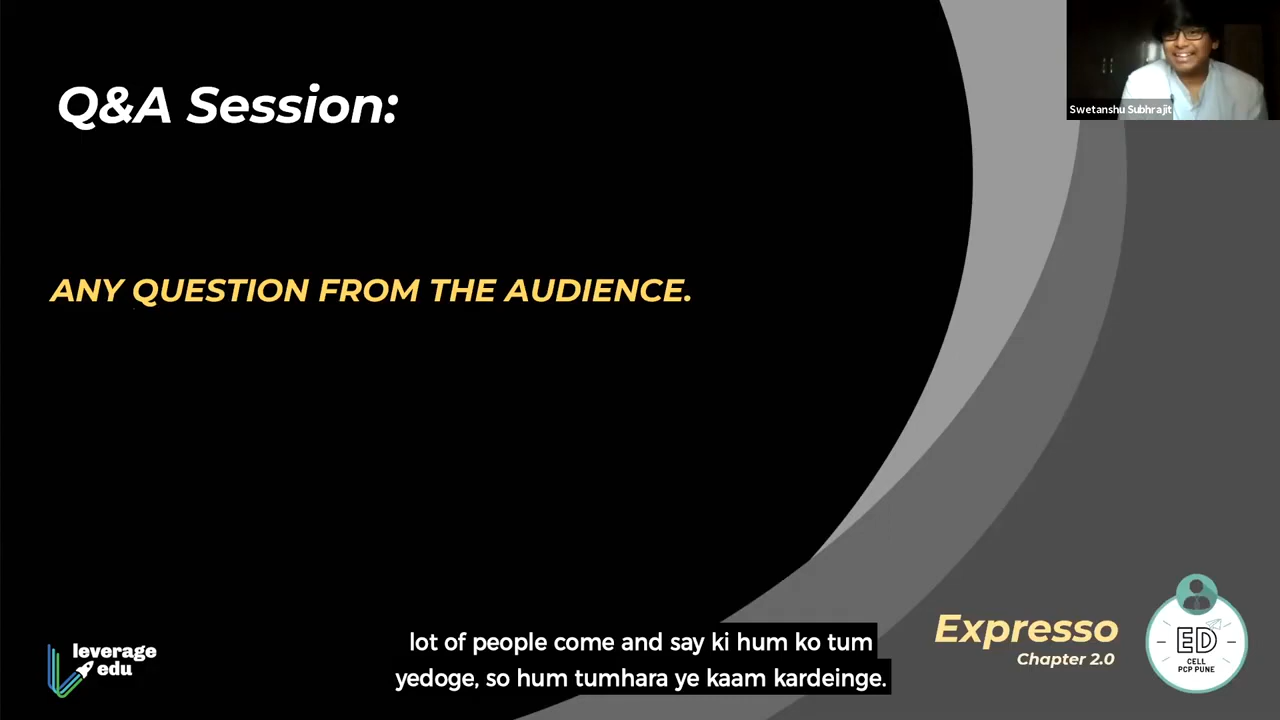 Q&A Session:
Swetanshu Subhrajit
ANY QUESTION FROM THE AUDIENCE.
lot of people come and say ki hum ko tum
yedoge, so hum tumhara ye kaam kardeinge.
leverage
edu
Expresso
Chapter 2.0
ED
CELL
PCP PUNE